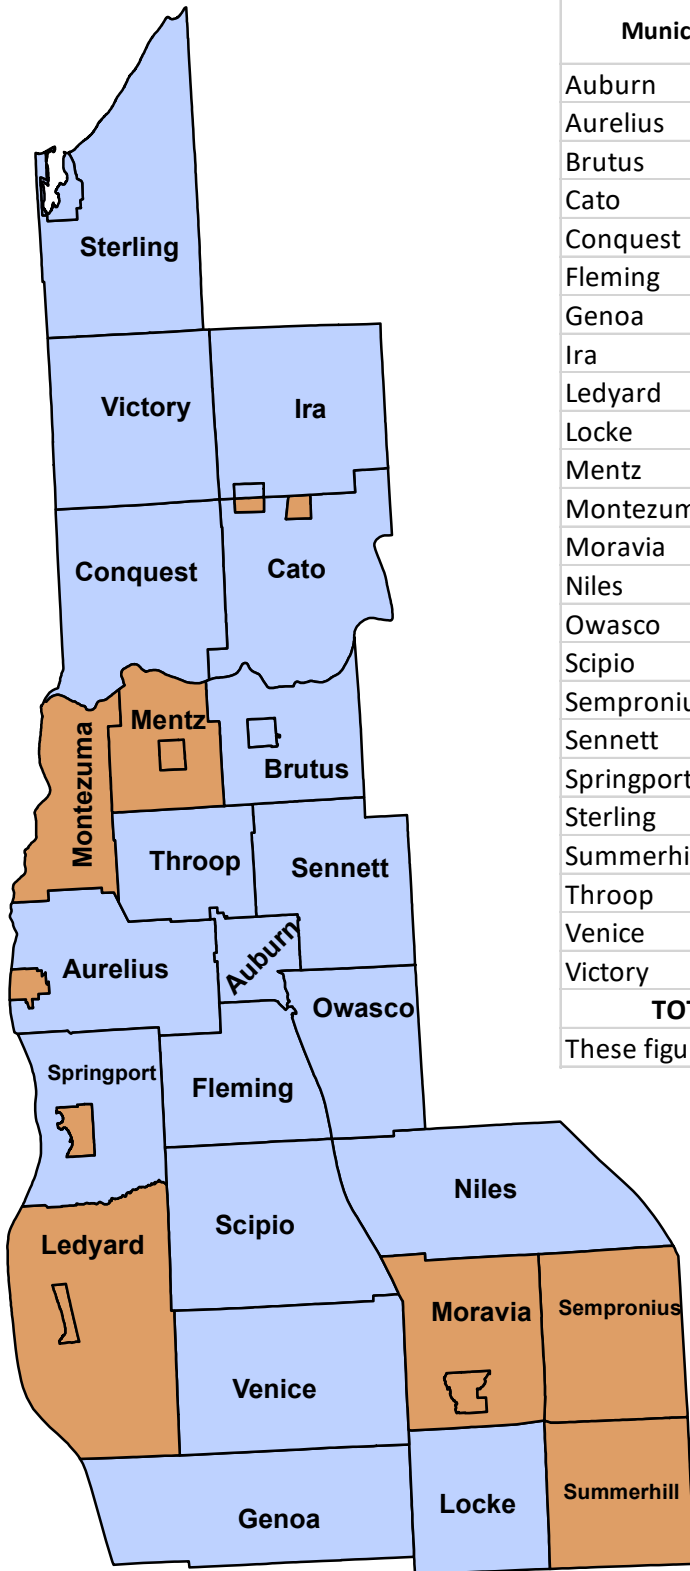 Sterling
Victory
Ira
Conquest
Cato
Montezuma
Mentz
Brutus
Throop
Sennett
Aurelius
Auburn
Owasco
Springport
Fleming
Niles
Scipio
Ledyard
Moravia
Sempronius
Venice
Summerhill
Locke
Genoa
Munic
Auburn
Aurelius
Brutus
Cato
Conquest
Fleming
Genoa
Ira
Ledyard
Locke
Mentz
Montezum
Moravia
Niles
Owasco
Scipio
Semproniu
Sennett
Springport
Sterling
Summerhi
Throop
Venice
Victory
TOT
These figu